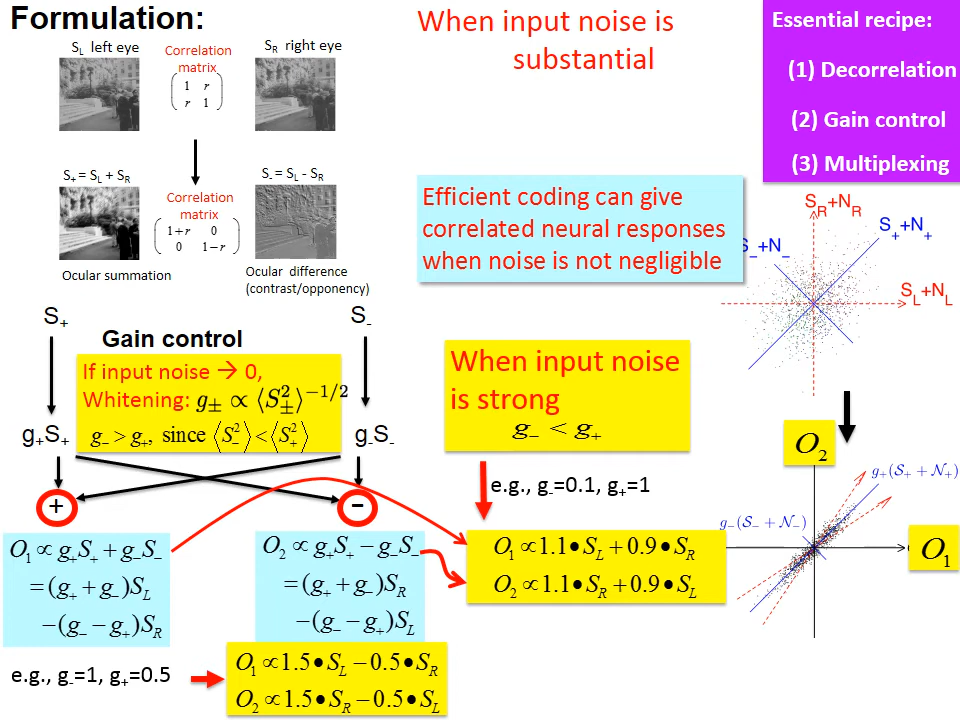 Formulation:
When input noise is
substantial
Essential recipe:
(1) Decorrelation
(2) Gain control
(3) Multiplexing
S_L left eye
Correlation
matrix
S_R right eye
1 r
r 1
S_+ = S_L + S_R
Correlation
matrix
S_- = S_L - S_R
1+r 0
0 1−r
Ocular summation
Ocular difference
(contrast/opponency)
Efficient coding can give
correlated neural responses
when noise is not negligible
S_R+N_R
S_-+N_-
S_++N_+
S_L+N_L
S_+
S_-
Gain control
If input noise → 0,
Whitening: g_± ∝ ⟨S_±^2⟩^{−1/2}
g_- > g_+, since ⟨S_-^2⟩ < ⟨S_+^2⟩
g_+S_+
g_-S_-
When input noise
is strong
g_- < g_+
e.g., g_-=0.1, g_+=1
+
-
O_1 ∝ g_+S_+ + g_-S_-
= (g_+ + g_-)S_L
−(g_- − g_+)S_R
O_2 ∝ g_+S_+ − g_-S_-
= (g_+ + g_-)S_R
−(g_- − g_+)S_L
O_1 ∝ 1.1•S_L + 0.9•S_R
O_2 ∝ 1.1•S_R + 0.9•S_L
O_2
g_+(S_+ + N_+)
g_-(S_- + N_-)
O_1
e.g., g_-=1, g_+=0.5
O_1 ∝ 1.5•S_L − 0.5•S_R
O_2 ∝ 1.5•S_R − 0.5•S_L